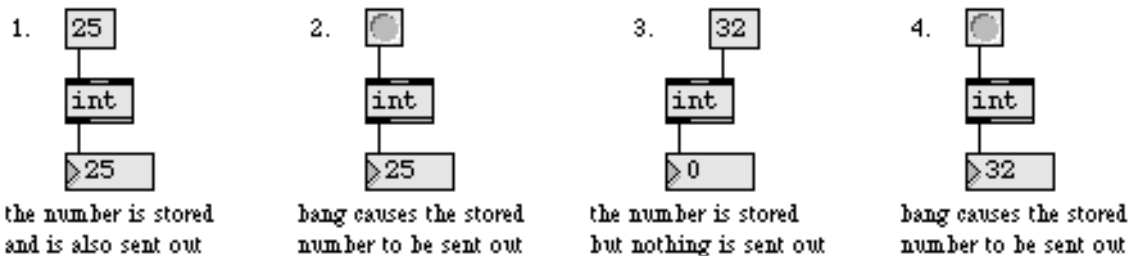 1. 25
int
25
the number is stored
and is also sent out
2.
int
25
bang causes the stored
number to be sent out
3. 32
int
0
the number is stored
but nothing is sent out
4.
int
32
bang causes the stored
number to be sent out